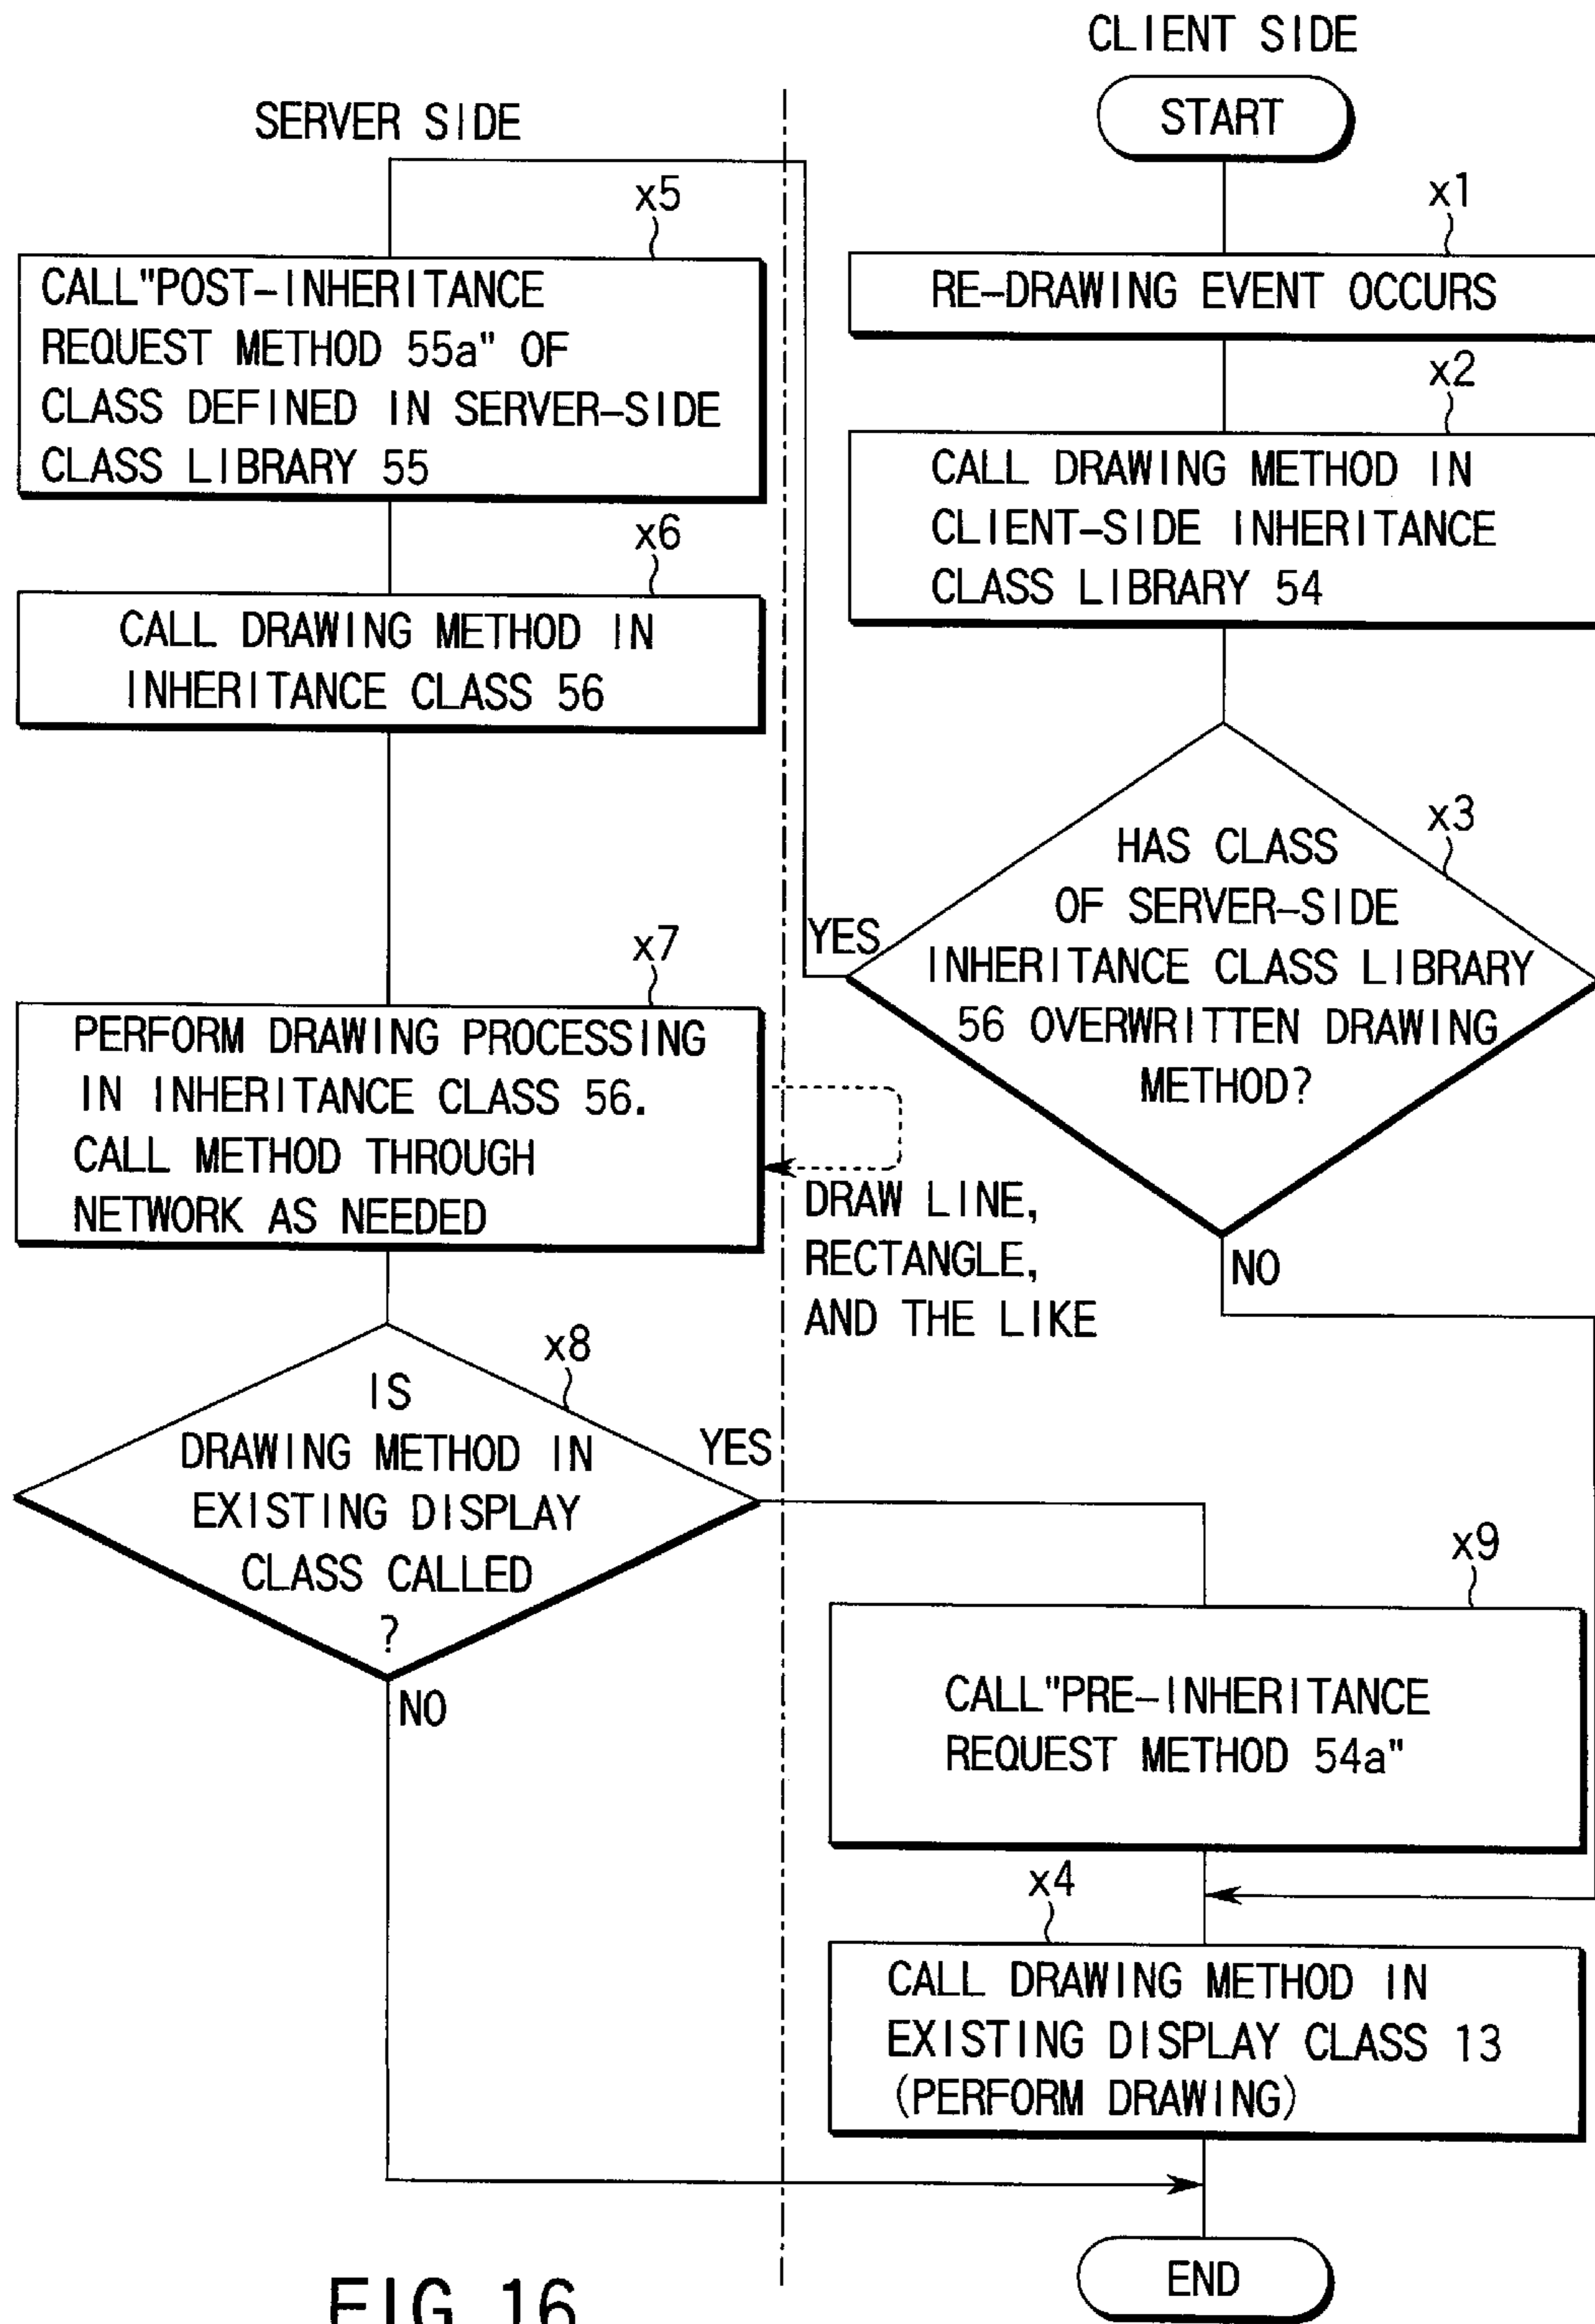 CLIENT SIDE
START
x1
RE-DRAWING EVENT OCCURS
x2
CALL DRAWING METHOD IN
CLIENT-SIDE INHERITANCE
CLASS LIBRARY 54
x3
HAS CLASS
OF SERVER-SIDE
INHERITANCE CLASS LIBRARY
56 OVERWRITTEN DRAWING
METHOD?
YES
NO
SERVER SIDE
x5
CALL"POST-INHERITANCE
REQUEST METHOD 55a" OF
CLASS DEFINED IN SERVER-SIDE
CLASS LIBRARY 55
x6
CALL DRAWING METHOD IN
INHERITANCE CLASS 56
x7
PERFORM DRAWING PROCESSING
IN INHERITANCE CLASS 56.
CALL METHOD THROUGH
NETWORK AS NEEDED
DRAW LINE,
RECTANGLE,
AND THE LIKE
x8
IS
DRAWING METHOD IN
EXISTING DISPLAY
CLASS CALLED
?
YES
NO
x9
CALL"PRE-INHERITANCE
REQUEST METHOD 54a"
x4
CALL DRAWING METHOD IN
EXISTING DISPLAY CLASS 13
(PERFORM DRAWING)
END
FIG. 16